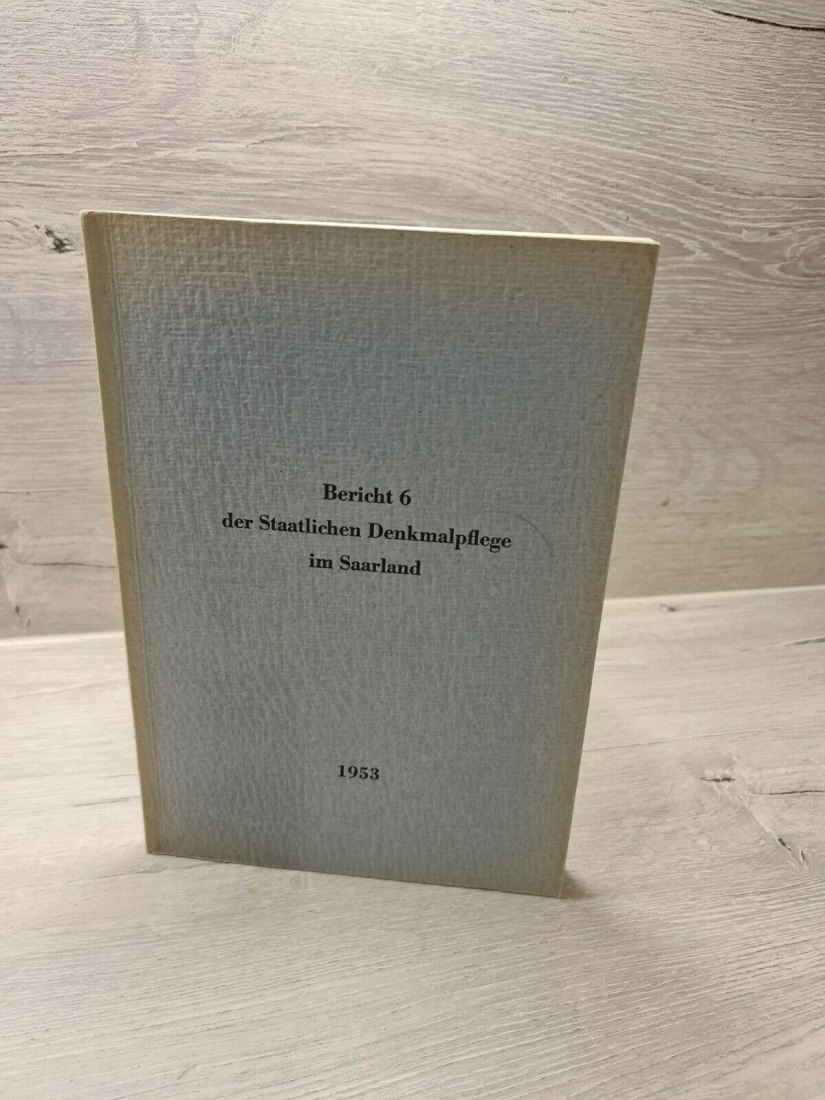 Bericht 6
der Staatlichen Denkmalpflege
im Saarland
1953